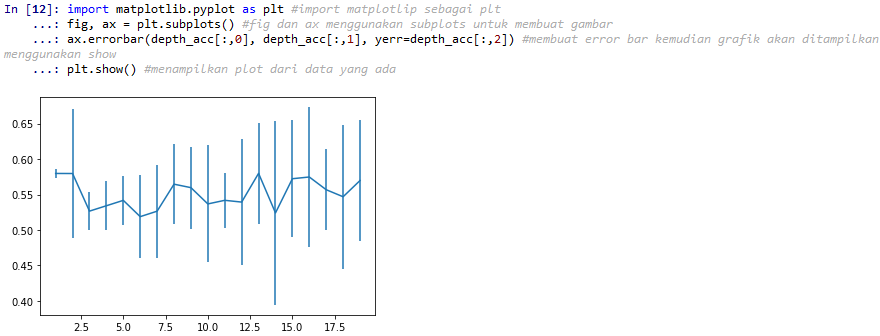 In [12]: import matplotlib.pyplot as plt #import matplotlip sebagai plt
...: fig, ax = plt.subplots() #fig dan ax menggunakan subplots untuk membuat gambar
...: ax.errorbar(depth_acc[:,0], depth_acc[:,1], yerr=depth_acc[:,2]) #membuat error bar kemudian grafik akan ditampilkan
menggunakan show
...: plt.show() #menampilkan plot dari data yang ada
0.65
0.60
0.55
0.50
0.45
0.40
2.5 5.0 7.5 10.0 12.5 15.0 17.5